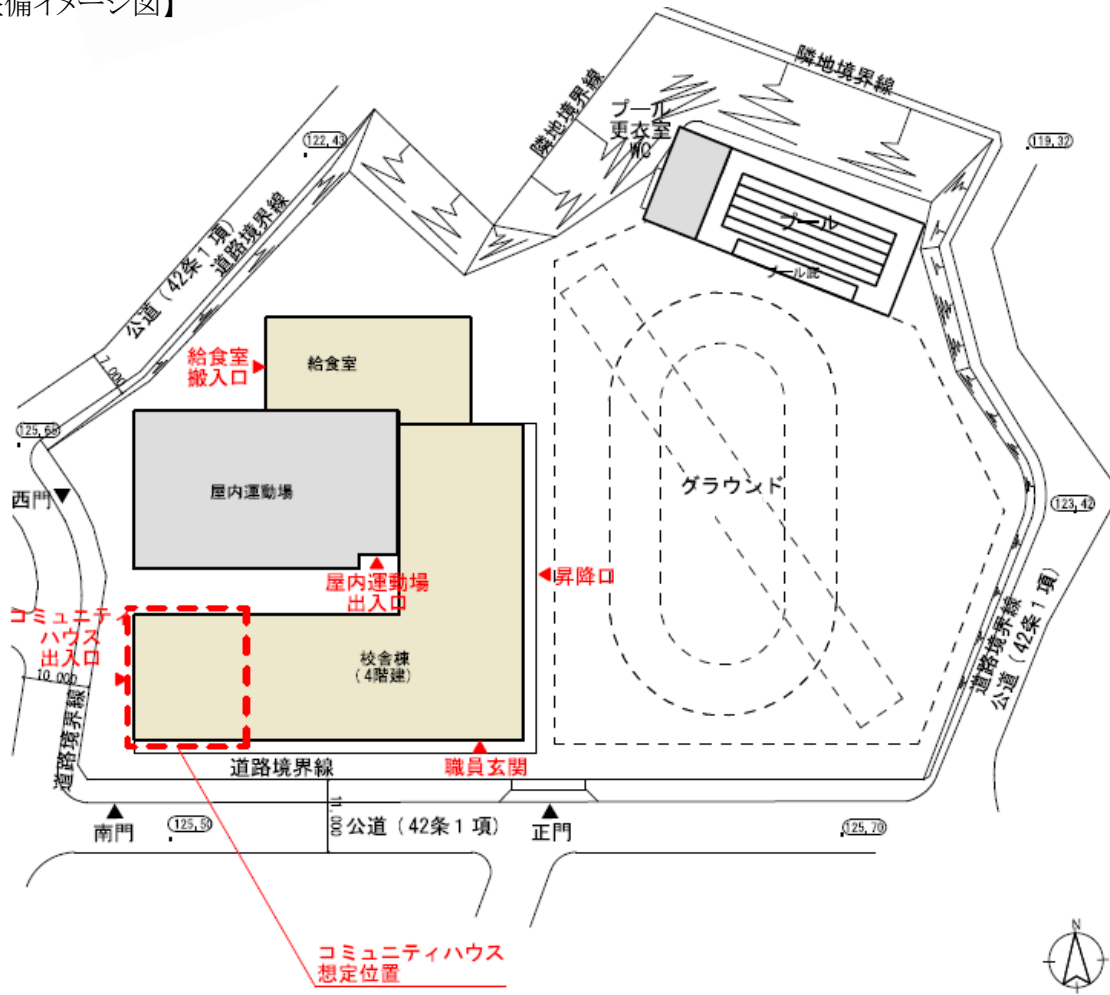 備イメージ図】
隣地境界線
隣地境界線
プール
更衣室
WC
122,43
119,32
プール
プール底
公道(42条1項)
道路境界線
7,000
給食室
搬入口
給食室
125,65
西門
屋内運動場
グラウンド
123,42
屋内運動場
出入口
昇降口
コミュニティ
ハウス
出入口
10,000
校舎棟
(4階建)
道路境界線
公道(42条1項)
道路境界線
道路境界線
職員玄関
南門
125,50
11,000
公道(42条1項)
正門
125,70
コミュニティハウス
想定位置
N